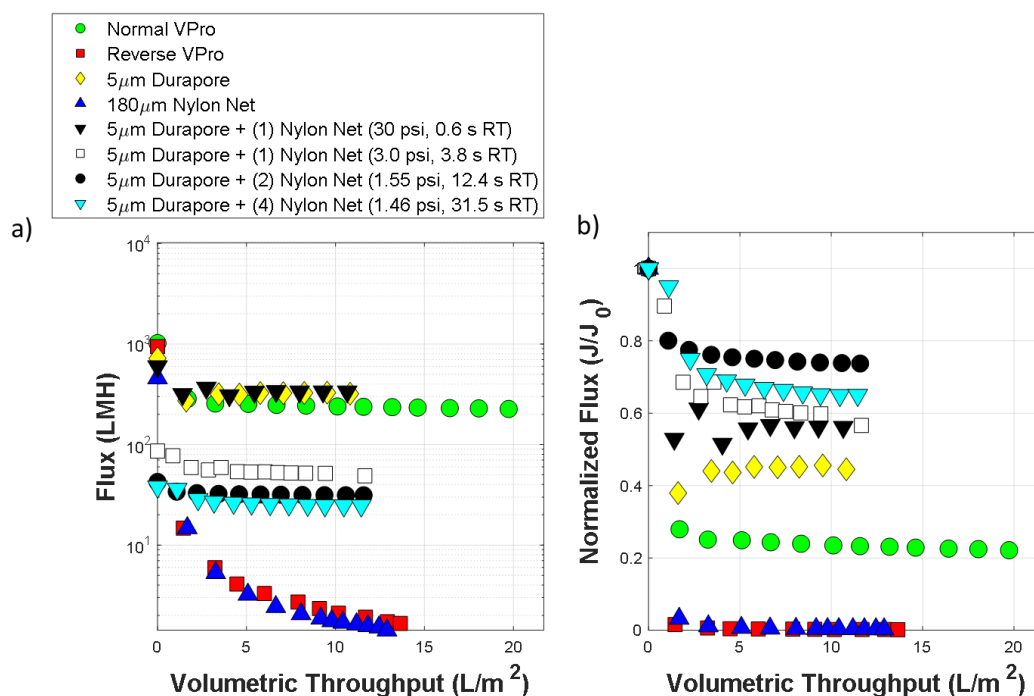 Normal VPro
Reverse VPro
5μm Durapore
180μm Nylon Net
5μm Durapore + (1) Nylon Net (30 psi, 0.6 s RT)
5μm Durapore + (1) Nylon Net (3.0 psi, 3.8 s RT)
5μm Durapore + (2) Nylon Net (1.55 psi, 12.4 s RT)
5μm Durapore + (4) Nylon Net (1.46 psi, 31.5 s RT)
a)
10^4
10^3
10^2
10^1
Flux (LMH)
0 5 10 15 20
Volumetric Throughput (L/m^2)
b)
0.8
0.6
0.4
0.2
0
Normalized Flux (J/J_0)
0 5 10 15 20
Volumetric Throughput (L/m^2)